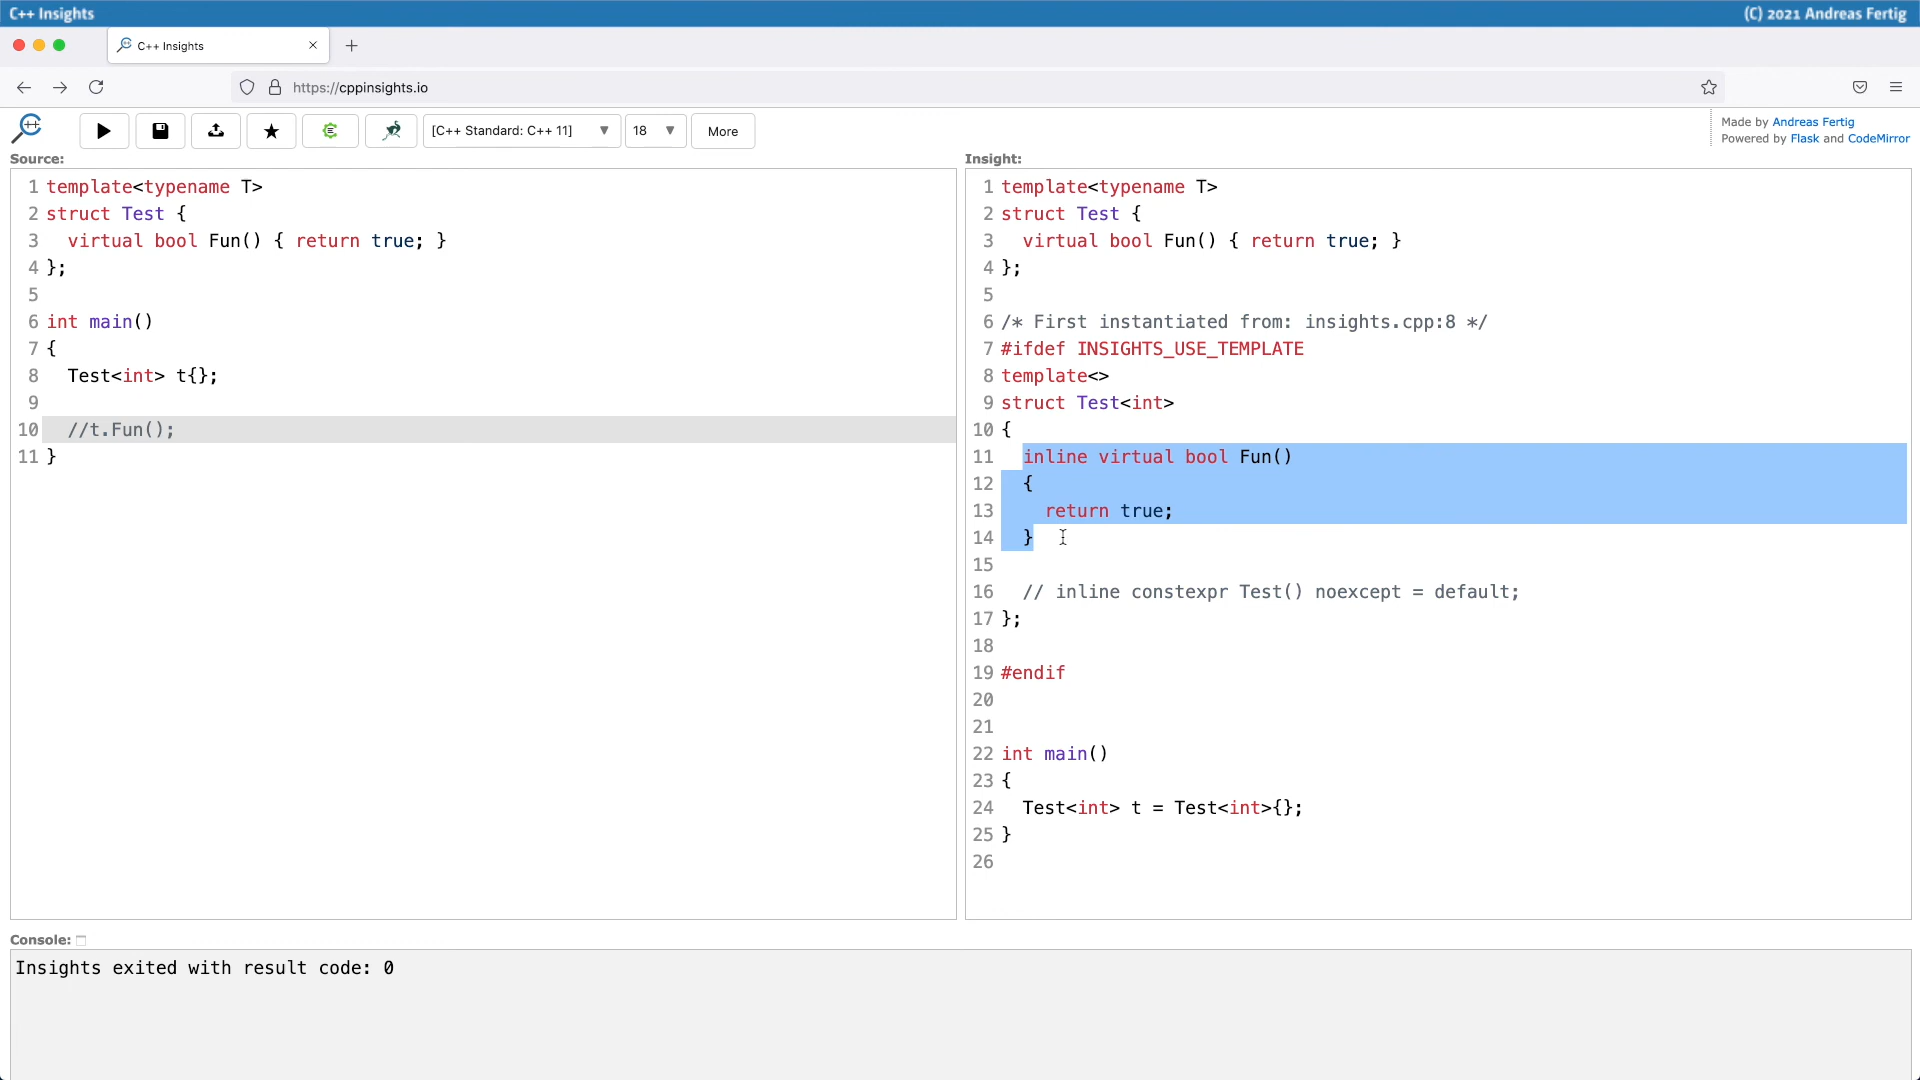 C++ Insights
(C) 2021 Andreas Fertig
C++ Insights
https://cppinsights.io
[C++ Standard: C++ 11]
18
More
Made by Andreas Fertig
Powered by Flask and CodeMirror
Source:
1 template<typename T>
2 struct Test {
3   virtual bool Fun() { return true; }
4 };
5
6 int main()
7 {
8   Test<int> t{};
9
10   //t.Fun();
11 }
Insight:
1 template<typename T>
2 struct Test {
3   virtual bool Fun() { return true; }
4 };
5
6 /* First instantiated from: insights.cpp:8 */
7 #ifdef INSIGHTS_USE_TEMPLATE
8 template<>
9 struct Test<int>
10 {
11   inline virtual bool Fun()
12   {
13     return true;
14   }
15
16   // inline constexpr Test() noexcept = default;
17 };
18
19 #endif
20
21
22 int main()
23 {
24   Test<int> t = Test<int>{};
25 }
26
Console:
Insights exited with result code: 0